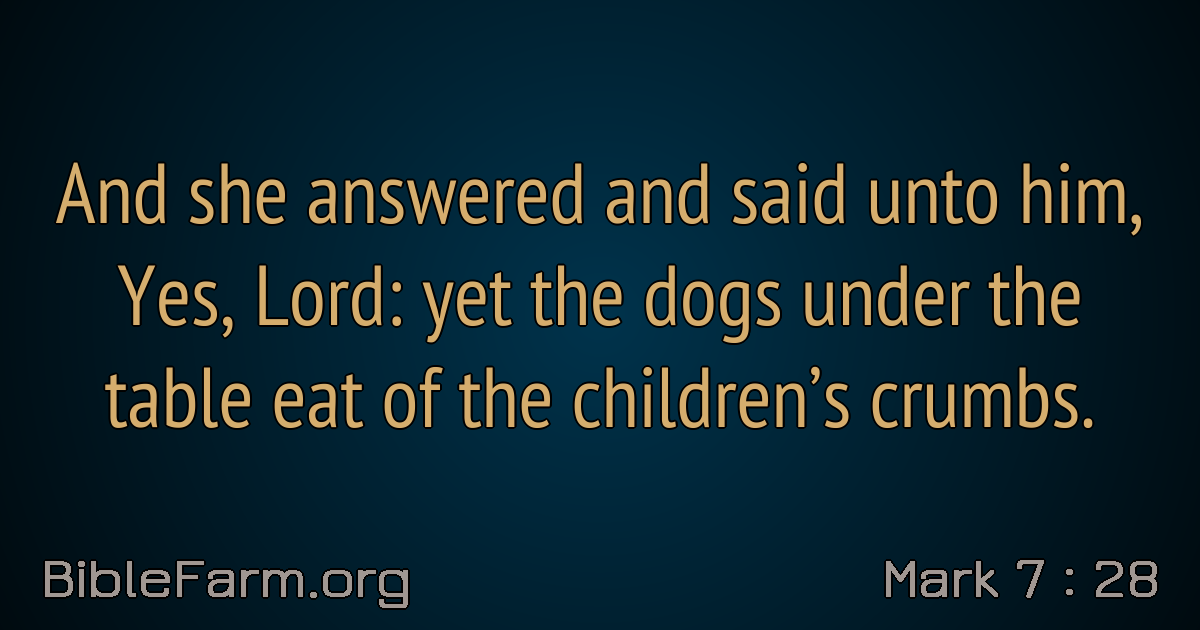 And she answered and said unto him,
Yes, Lord: yet the dogs under the
table eat of the children’s crumbs.
BibleFarm.org
Mark 7 : 28